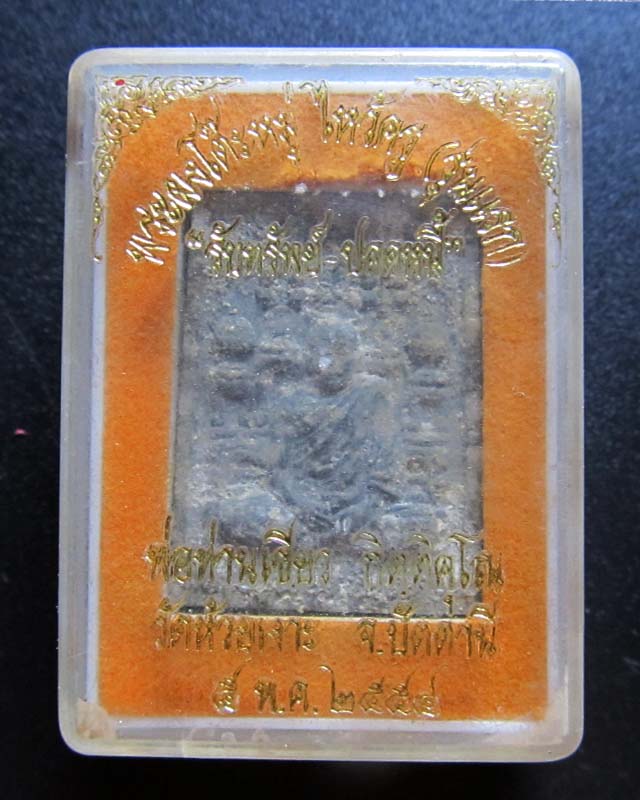 พระผงโต๊ะหมู่ ไหว้ครู (รุ่นแรก)
"รับทรัพย์-ปลดหนี้"
พ่อท่านเขียว กิตฺติคุโณ
วัดห้วยเงาะ จ.ปัตตานี
๕ พ.ค. ๒๕๕๔